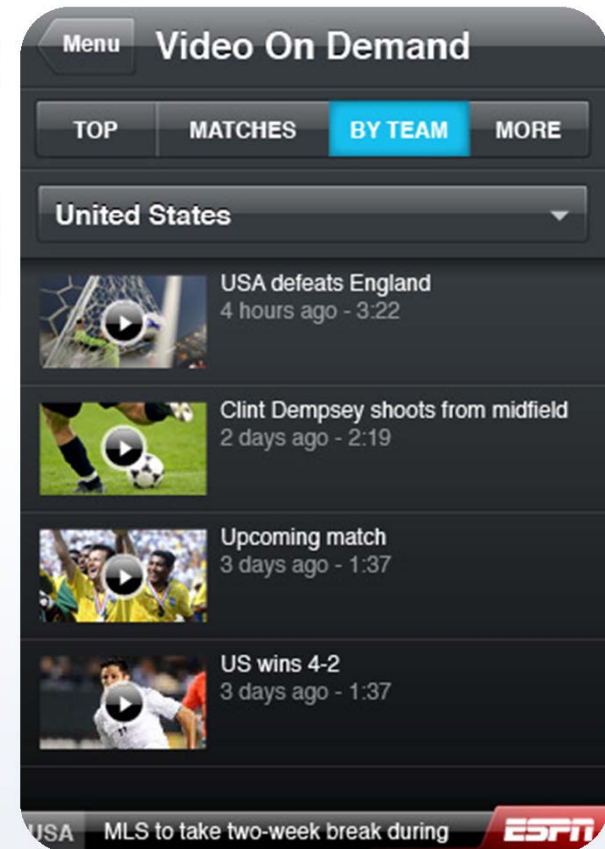 Menu
Video On Demand
TOP MATCHES BY TEAM MORE
United States
USA defeats England
4 hours ago - 3:22
Clint Dempsey shoots from midfield
2 days ago - 2:19
Upcoming match
3 days ago - 1:37
US wins 4-2
3 days ago - 1:37
USA MLS to take two-week break during ESPN